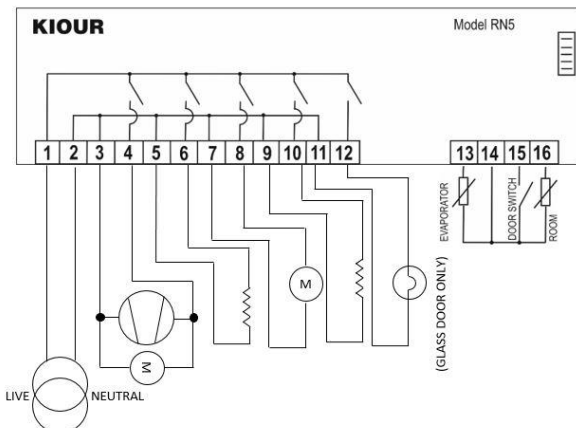 KIOUR
Model RN5
1 2 3 4 5 6 7 8 9 10 11 12
13 14 15 16
EVAPORATOR
DOOR SWITCH
ROOM
(GLASS DOOR ONLY)
M
M
LIVE NEUTRAL